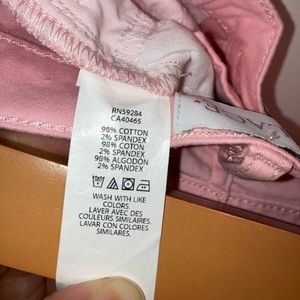 RN59284
CA40465
98% COTTON
2% SPANDEX
98% COTON
2% SPANDEX
98% ALGODÓN
2% SPANDEX
WASH WITH LIKE
COLORS.
LAVER AVEC DES
COULEURS SIMILAIRES.
LAVAR CON COLORES
SIMILARES.